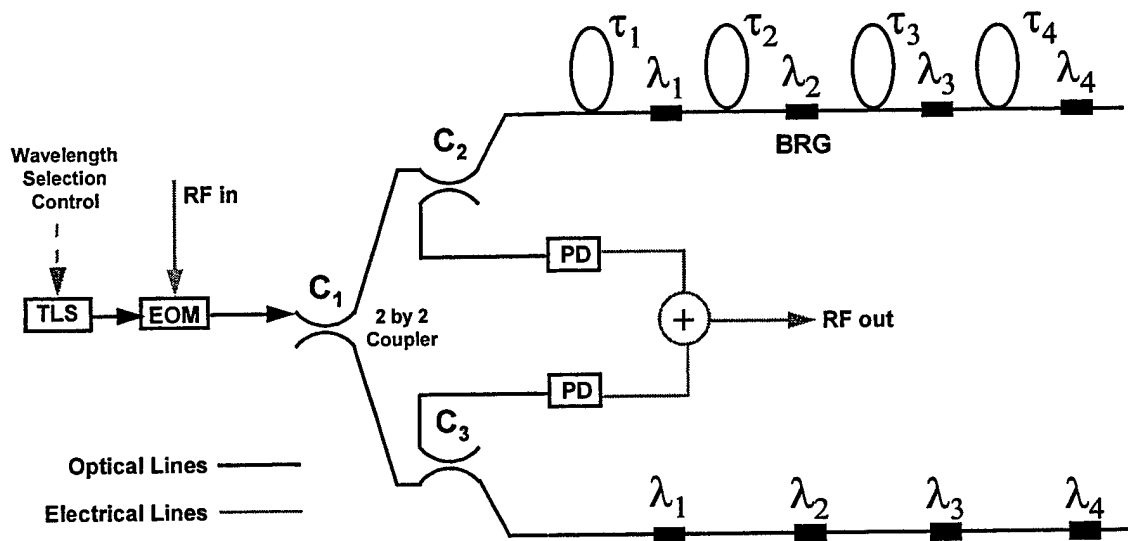 τ1 τ2 τ3 τ4
λ1 λ2 λ3 λ4
BRG
C2
Wavelength
Selection
Control
RF in
PD
TLS
EOM
C1
2 by 2
Coupler
+
RF out
PD
C3
Optical Lines
Electrical Lines
λ1 λ2 λ3 λ4